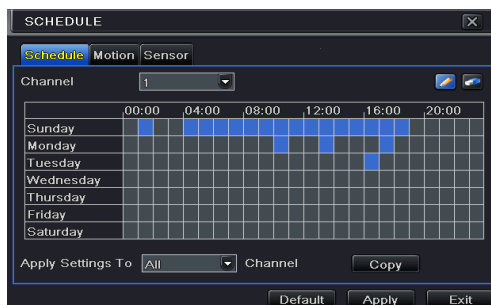 SCHEDULE
Schedule Motion Sensor
Channel 1
00:00 04:00 08:00 12:00 16:00 20:00
Sunday
Monday
Tuesday
Wednesday
Thursday
Friday
Saturday
Apply Settings To All Channel Copy
Default Apply Exit